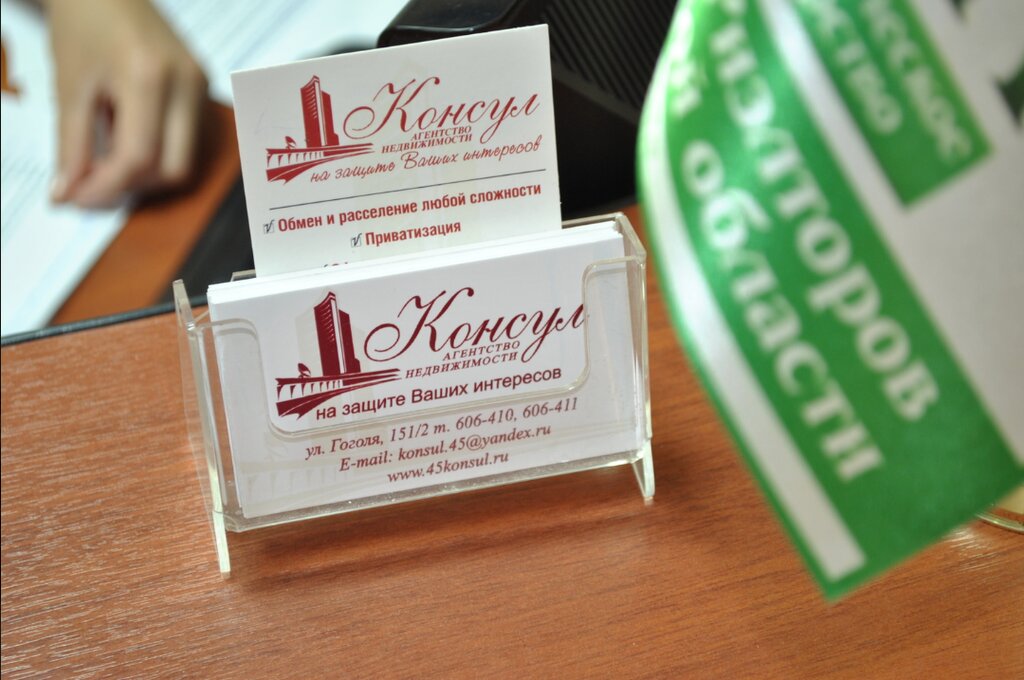 Консул
АГЕНТСТВО
НЕДВИЖИМОСТИ
на защите Ваших интересов
Обмен и расселение любой сложности
Приватизация
Консул
АГЕНТСТВО
НЕДВИЖИМОСТИ
на защите Ваших интересов
ул. Гоголя, 151/2 т. 606-410, 606-411
E-mail: konsul.45@yandex.ru
www.45konsul.ru
области